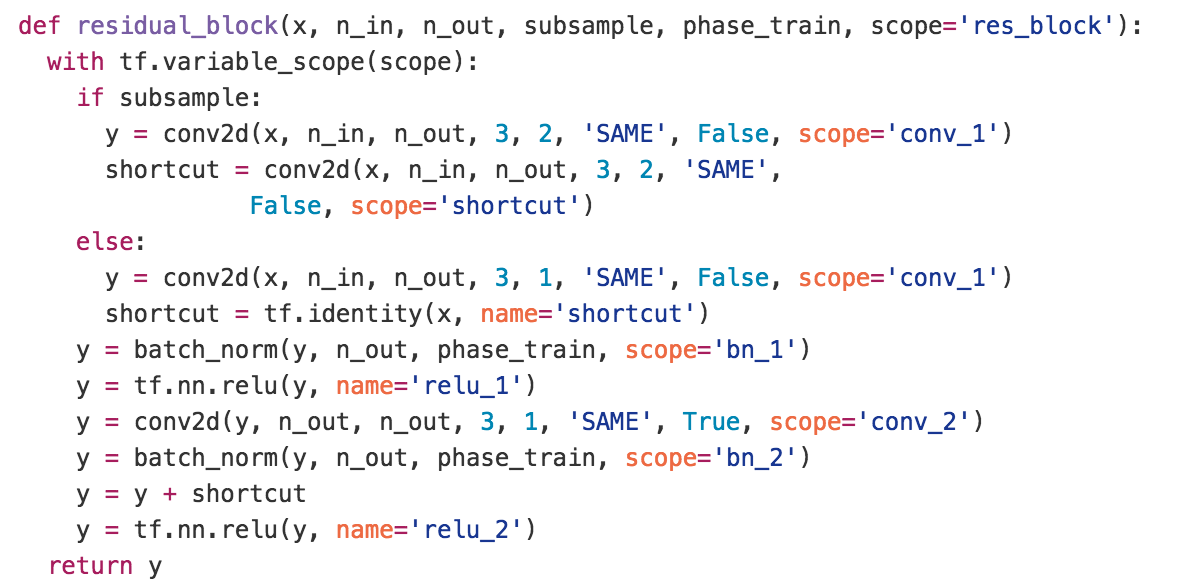 def residual_block(x, n_in, n_out, subsample, phase_train, scope='res_block'):
  with tf.variable_scope(scope):
    if subsample:
      y = conv2d(x, n_in, n_out, 3, 2, 'SAME', False, scope='conv_1')
      shortcut = conv2d(x, n_in, n_out, 3, 2, 'SAME',
                False, scope='shortcut')
    else:
      y = conv2d(x, n_in, n_out, 3, 1, 'SAME', False, scope='conv_1')
      shortcut = tf.identity(x, name='shortcut')
    y = batch_norm(y, n_out, phase_train, scope='bn_1')
    y = tf.nn.relu(y, name='relu_1')
    y = conv2d(y, n_out, n_out, 3, 1, 'SAME', True, scope='conv_2')
    y = batch_norm(y, n_out, phase_train, scope='bn_2')
    y = y + shortcut
    y = tf.nn.relu(y, name='relu_2')
  return y